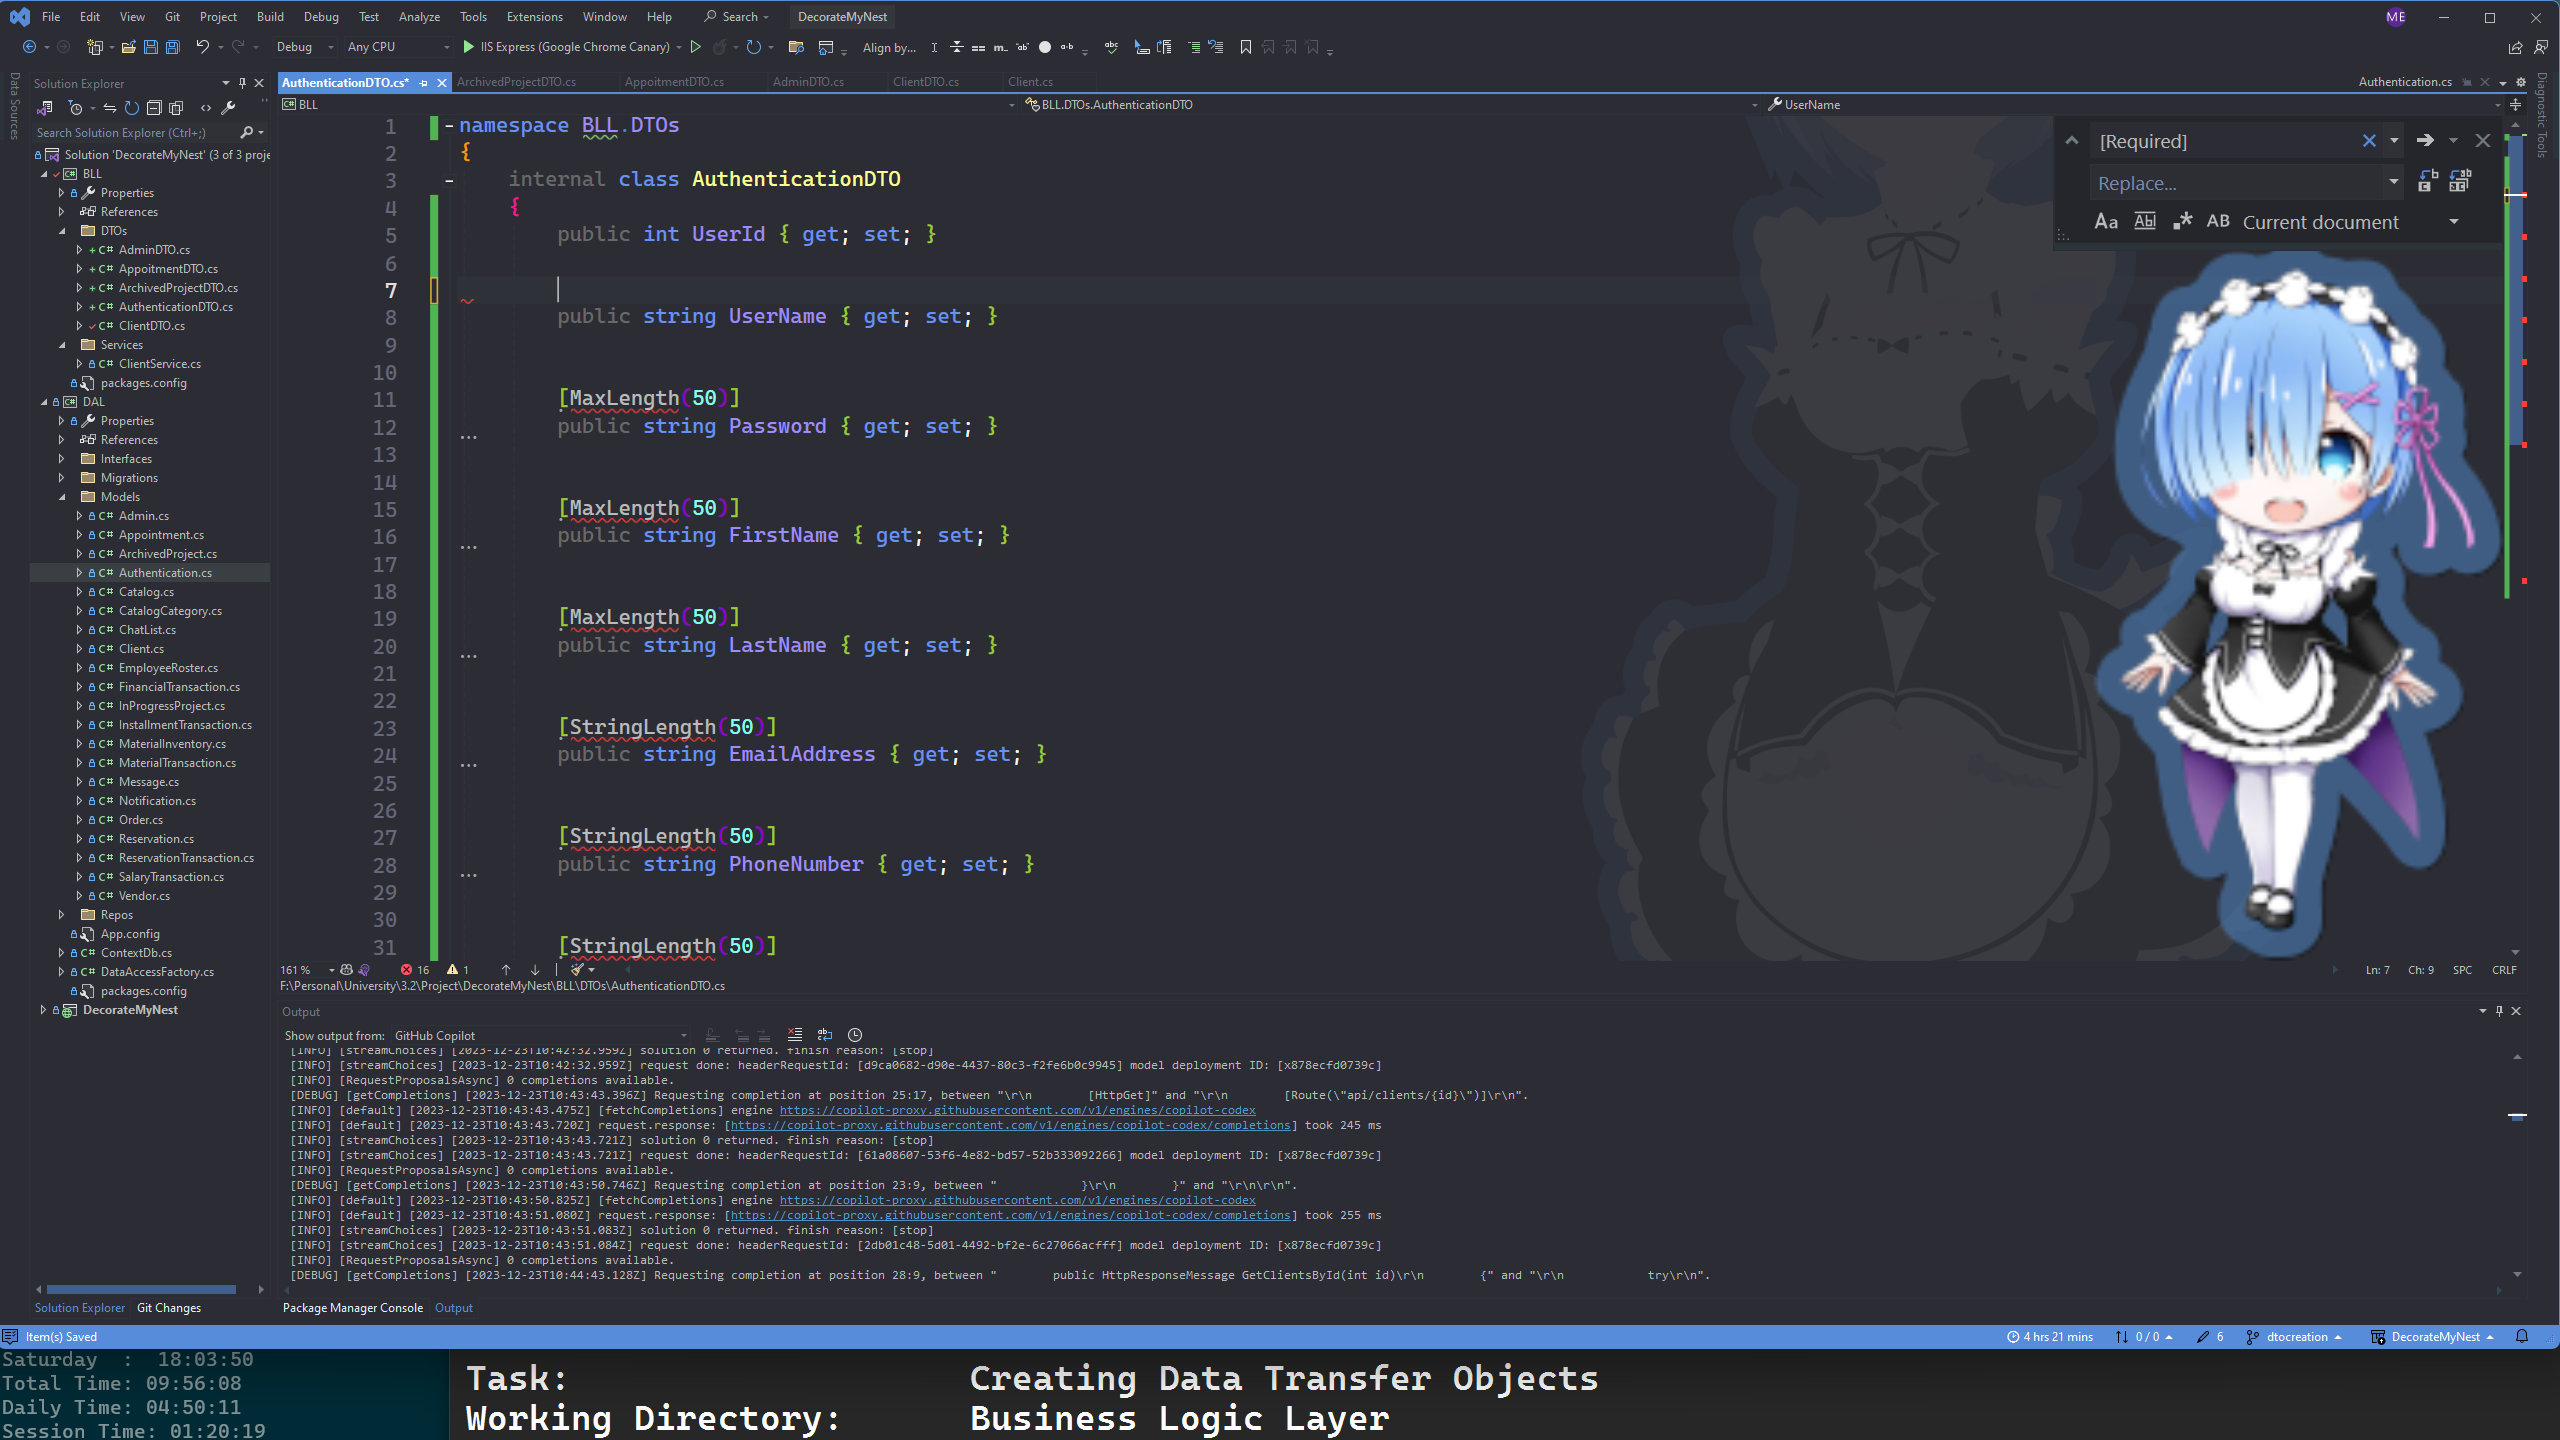 File Edit View Git Project Build Debug Test Analyze Tools Extensions Window Help Search DecorateMyNest ME
Debug Any CPU IIS Express (Google Chrome Canary) Align by...
Data Sources
Solution Explorer
Search Solution Explorer (Ctrl+;)
Solution 'DecorateMyNest' (3 of 3 proje
BLL
Properties
References
DTOs
AdminDTO.cs
AppoitmentDTO.cs
ArchivedProjectDTO.cs
AuthenticationDTO.cs
ClientDTO.cs
Services
ClientService.cs
packages.config
DAL
Properties
References
Interfaces
Migrations
Models
Admin.cs
Appointment.cs
ArchivedProject.cs
Authentication.cs
Catalog.cs
CatalogCategory.cs
ChatList.cs
Client.cs
EmployeeRoster.cs
FinancialTransaction.cs
InProgressProject.cs
InstallmentTransaction.cs
MaterialInventory.cs
MaterialTransaction.cs
Message.cs
Notification.cs
Order.cs
Reservation.cs
ReservationTransaction.cs
SalaryTransaction.cs
Vendor.cs
Repos
App.config
ContextDb.cs
DataAccessFactory.cs
packages.config
DecorateMyNest
Solution Explorer Git Changes
AuthenticationDTO.cs* ArchivedProjectDTO.cs AppoitmentDTO.cs AdminDTO.cs ClientDTO.cs Client.cs Authentication.cs
BLL BLL.DTOs.AuthenticationDTO UserName
Diagnostic Tools
[Required]
Replace...
Aa Abl .* AB Current document
1 namespace BLL.DTOs
2 {
3 internal class AuthenticationDTO
4 {
5 public int UserId { get; set; }
6
7
8 public string UserName { get; set; }
9
10
11 [MaxLength(50)]
12 public string Password { get; set; }
13
14
15 [MaxLength(50)]
16 public string FirstName { get; set; }
17
18
19 [MaxLength(50)]
20 public string LastName { get; set; }
21
22
23 [StringLength(50)]
24 public string EmailAddress { get; set; }
25
26
27 [StringLength(50)]
28 public string PhoneNumber { get; set; }
29
30
31 [StringLength(50)]
161 % 16 1 Ln: 7 Ch: 9 SPC CRLF
F:\Personal\University\3.2\Project\DecorateMyNest\BLL\DTOs\AuthenticationDTO.cs
Output
Show output from: GitHub Copilot
[INFO] [streamChoices] [2023-12-23T10:42:32.959Z] solution 0 returned. finish reason: [stop]
[INFO] [streamChoices] [2023-12-23T10:42:32.959Z] request done: headerRequestId: [d9ca0682-d90e-4437-80c3-f2fe6b0c9945] model deployment ID: [x878ecfd0739c]
[INFO] [RequestProposalsAsync] 0 completions available.
[DEBUG] [getCompletions] [2023-12-23T10:43:43.396Z] Requesting completion at position 25:17, between "\r\n        [HttpGet]" and "\r\n        [Route(\"api/clients/{id}\")]\r\n".
[INFO] [default] [2023-12-23T10:43:43.475Z] [fetchCompletions] engine https://copilot-proxy.githubusercontent.com/v1/engines/copilot-codex
[INFO] [default] [2023-12-23T10:43:43.720Z] request.response: [https://copilot-proxy.githubusercontent.com/v1/engines/copilot-codex/completions] took 245 ms
[INFO] [streamChoices] [2023-12-23T10:43:43.721Z] solution 0 returned. finish reason: [stop]
[INFO] [streamChoices] [2023-12-23T10:43:43.721Z] request done: headerRequestId: [61a08607-53f6-4e82-bd57-52b333092266] model deployment ID: [x878ecfd0739c]
[INFO] [RequestProposalsAsync] 0 completions available.
[DEBUG] [getCompletions] [2023-12-23T10:43:50.746Z] Requesting completion at position 23:9, between "            }\r\n        }" and "\r\n\r\n".
[INFO] [default] [2023-12-23T10:43:50.825Z] [fetchCompletions] engine https://copilot-proxy.githubusercontent.com/v1/engines/copilot-codex
[INFO] [default] [2023-12-23T10:43:51.080Z] request.response: [https://copilot-proxy.githubusercontent.com/v1/engines/copilot-codex/completions] took 255 ms
[INFO] [streamChoices] [2023-12-23T10:43:51.083Z] solution 0 returned. finish reason: [stop]
[INFO] [streamChoices] [2023-12-23T10:43:51.084Z] request done: headerRequestId: [2db01c48-5d01-4492-bf2e-6c27066acfff] model deployment ID: [x878ecfd0739c]
[INFO] [RequestProposalsAsync] 0 completions available.
[DEBUG] [getCompletions] [2023-12-23T10:44:43.128Z] Requesting completion at position 28:9, between "        public HttpResponseMessage GetClientsById(int id)\r\n        {" and "\r\n            try\r\n".
Package Manager Console Output
Item(s) Saved 4 hrs 21 mins 0 / 0 6 dtocreation DecorateMyNest
Saturday : 18:03:50
Total Time: 09:56:08
Daily Time: 04:50:11
Session Time: 01:20:19
Task: Creating Data Transfer Objects
Working Directory: Business Logic Layer